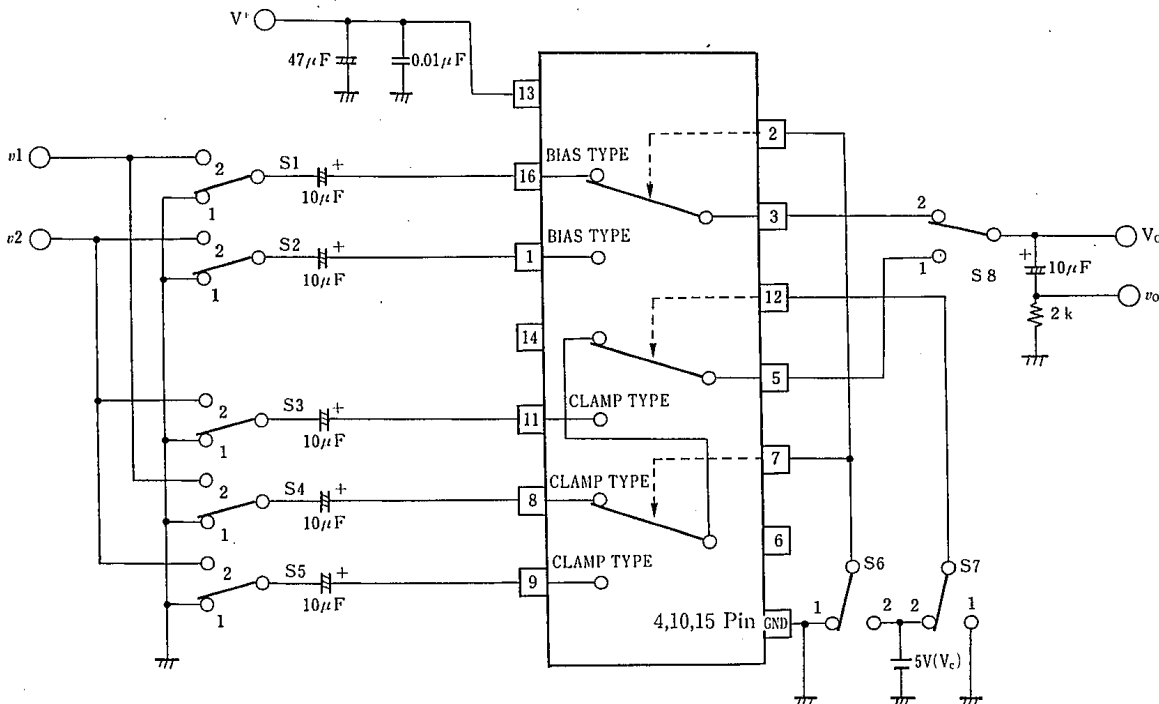 V⁺
47μF
0.01μF
13
2
v1
2
S1
+
10μF
16
BIAS TYPE
1
3
2
V
v2
2
S2
+
10μF
1
BIAS TYPE
1
1
S8
+
10μF
12
vo
2 k
14
5
2
S3
+
10μF
11
CLAMP TYPE
1
7
2
S4
+
10μF
8
CLAMP TYPE
1
6
2
S5
+
10μF
9
CLAMP TYPE
1
S6
S7
4,10,15 Pin
GND
1
2
2
1
5V(Vc)